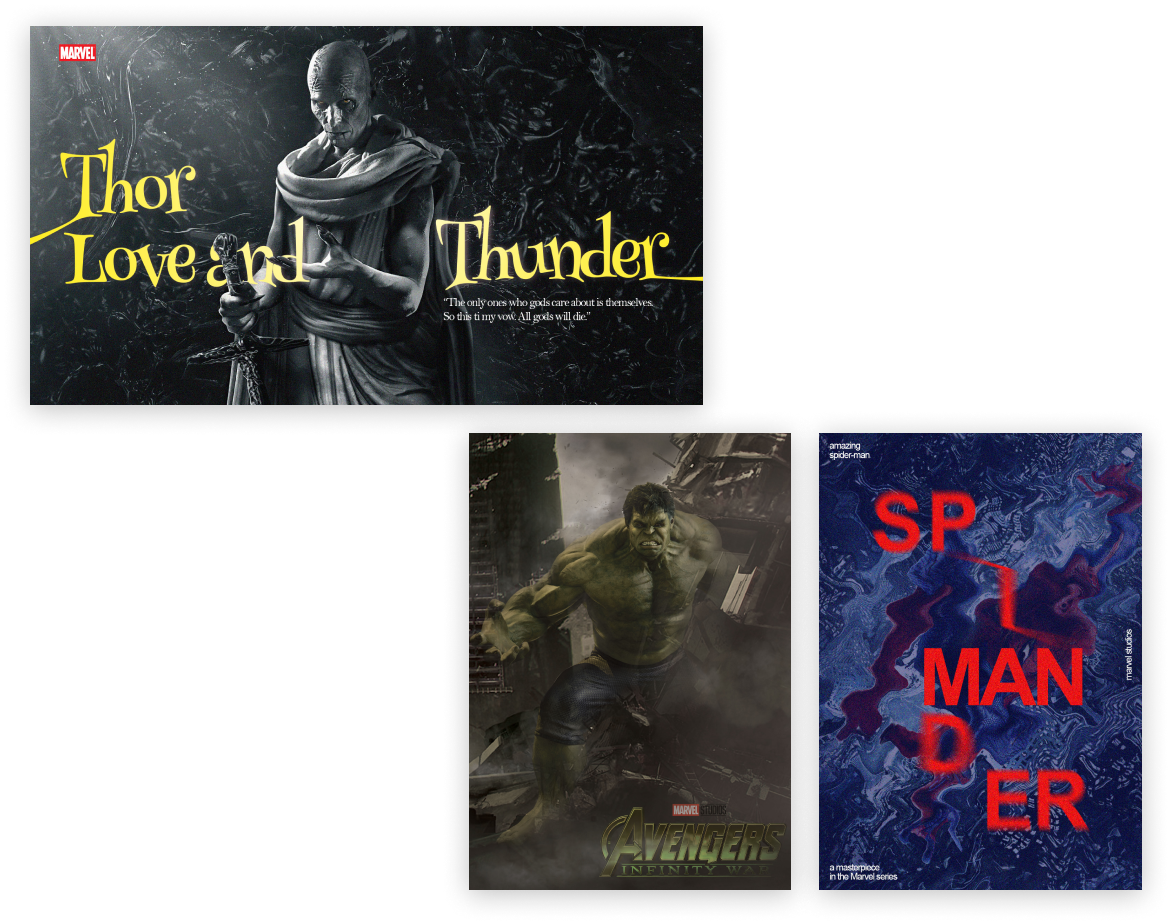 MARVEL
Thor
Love and Thunder
“The only ones who gods care about is themselves.
So this ti my vow. All gods will die.”
MARVEL STUDIOS
AVENGERS
INFINITY WAR
amazing
spider-man
SP
I
MAN
D
ER
marvel studios
a masterpiece
in the Marvel series